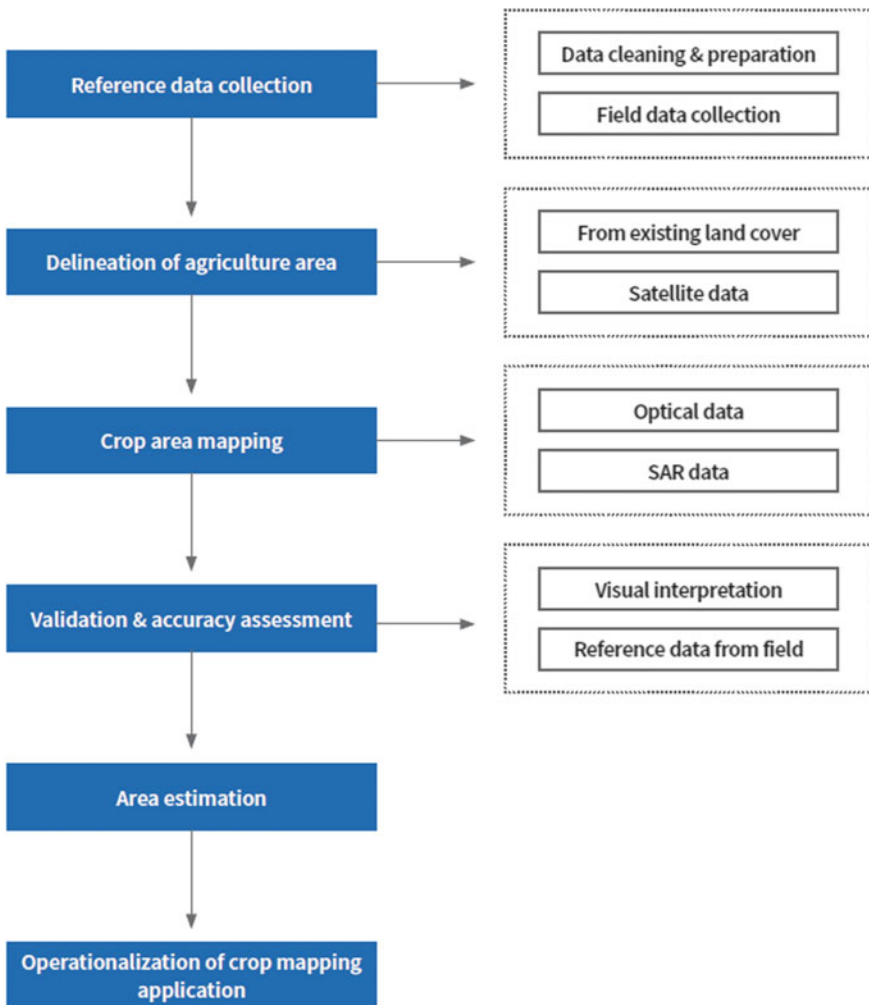 Reference data collection
Data cleaning & preparation
Field data collection
Delineation of agriculture area
From existing land cover
Satellite data
Crop area mapping
Optical data
SAR data
Validation & accuracy assessment
Visual interpretation
Reference data from field
Area estimation
Operationalization of crop mapping
application